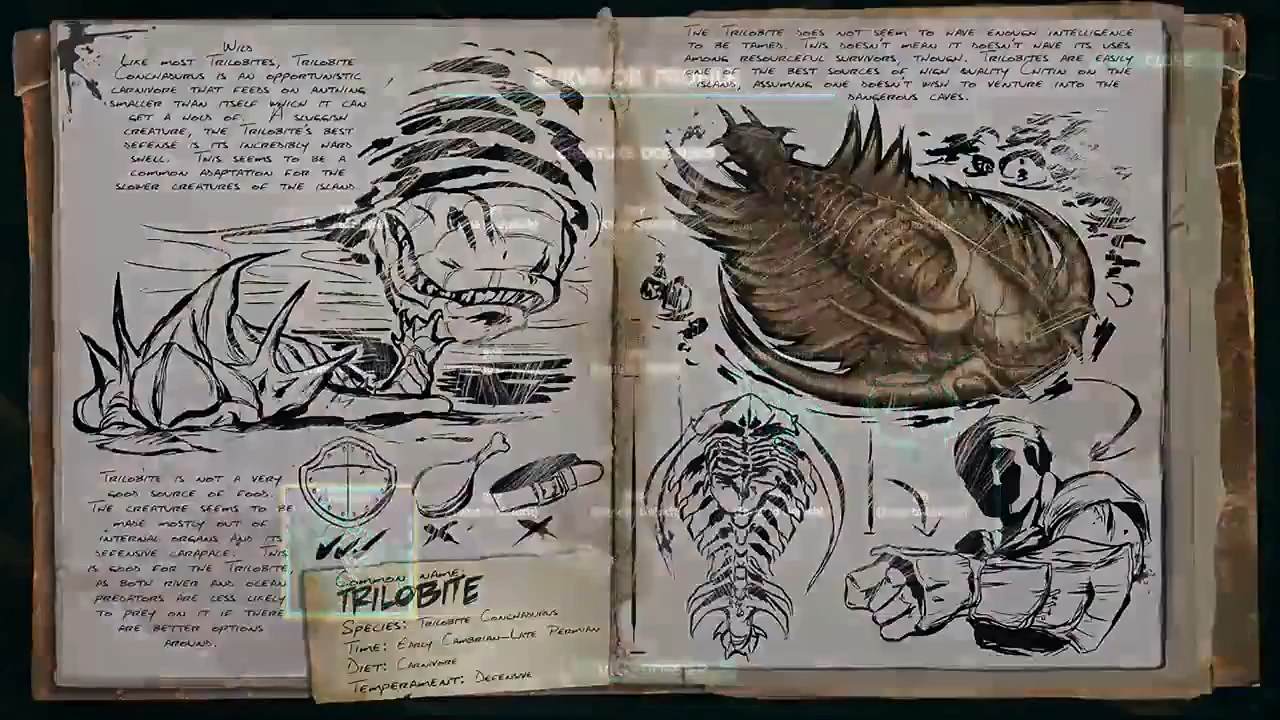 Wild
Like most Trilobites, Trilobite
Conchadurus is an opportunistic
carnivore that feeds on anthing
smaller than itself which it can
get a hold of. A sluggish
creature, the Trilobite's best
defense is its incredibly hard
shell. This seems to be a
common adaptation for the
slower creatures of the island.
Trilobite is not a very
good source of food.
The creature seems to be
made mostly out of
internal organs and its
defensive carapace. This
is good for the Trilobite,
as both river and ocean
predators are less likely
to prey on it if there
are better options
around.
Common name:
TRILOBITE
Species: Trilobite Conchadurus
Time: Early Cambrian-Late Permian
Diet: Carnivore
Temperament: Defensive
The Trilobite does not seem to have enough intelligence
to be tamed. This doesn't mean it doesn't have its uses
among resourceful survivors, though. Trilobites are easily
one of the best sources of high quality Chitin on the
island, assuming one doesn't wish to venture into the
dangerous caves.
CLOSE